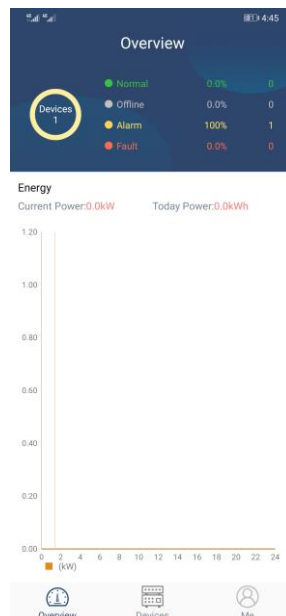 4:45
Overview
Normal 0.0% 0
Devices
1
Offline 0.0% 0
Alarm 100% 1
Fault 0.0% 0
Energy
Current Power:0.0kW Today Power:0.0kWh
1.20
1.00
0.80
0.60
0.40
0.20
0.00
0 2 4 6 8 10 12 14 16 18 20 22 24
(kW)
Overview Devices Me